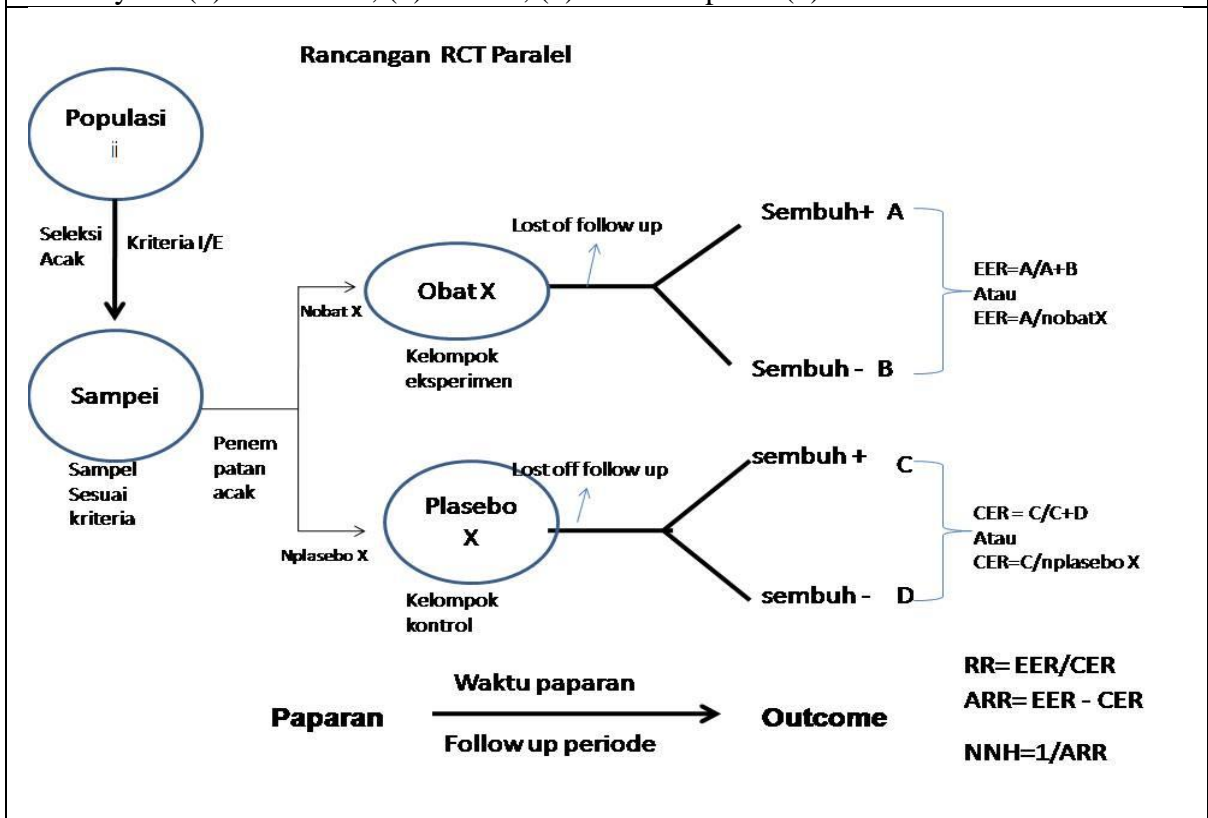 Rancangan RCT Paralel
Populasi
ii
Seleksi
Acak
Kriteria I/E
Sampei
Sampel
Sesuai
kriteria
Penem
patan
acak
Nobat X
Obat X
Kelompok
eksperimen
Lost of follow up
Sembuh+ A
Sembuh - B
EER=A/A+B
Atau
EER=A/nobatX
Nplasebo X
Plasebo
X
Kelompok
kontrol
Lost off follow up
sembuh + C
sembuh - D
CER= C/C+D
Atau
CER=C/nplasebo X
Paparan
Waktu paparan
Follow up periode
Outcome
RR= EER/CER
ARR= EER - CER
NNH=1/ARR